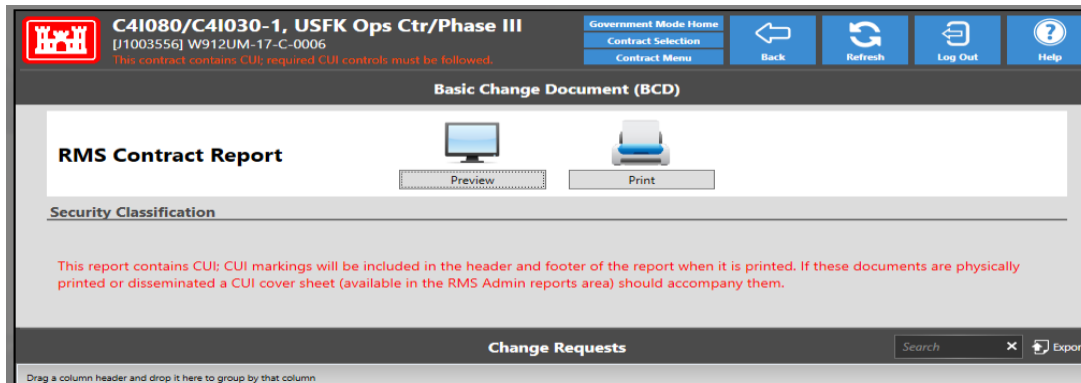 C4I080/C4I030-1, USFK Ops Ctr/Phase III
[J1003556] W912UM-17-C-0006
This contract contains CUI; required CUI controls must be followed.
Government Mode Home
Contract Selection
Contract Menu
Back
Refresh
Log Out
Help
Basic Change Document (BCD)
RMS Contract Report
Preview
Print
Security Classification
This report contains CUI; CUI markings will be included in the header and footer of the report when it is printed. If these documents are physically
printed or disseminated a CUI cover sheet (available in the RMS Admin reports area) should accompany them.
Change Requests
Search
Expor
Drag a column header and drop it here to group by that column